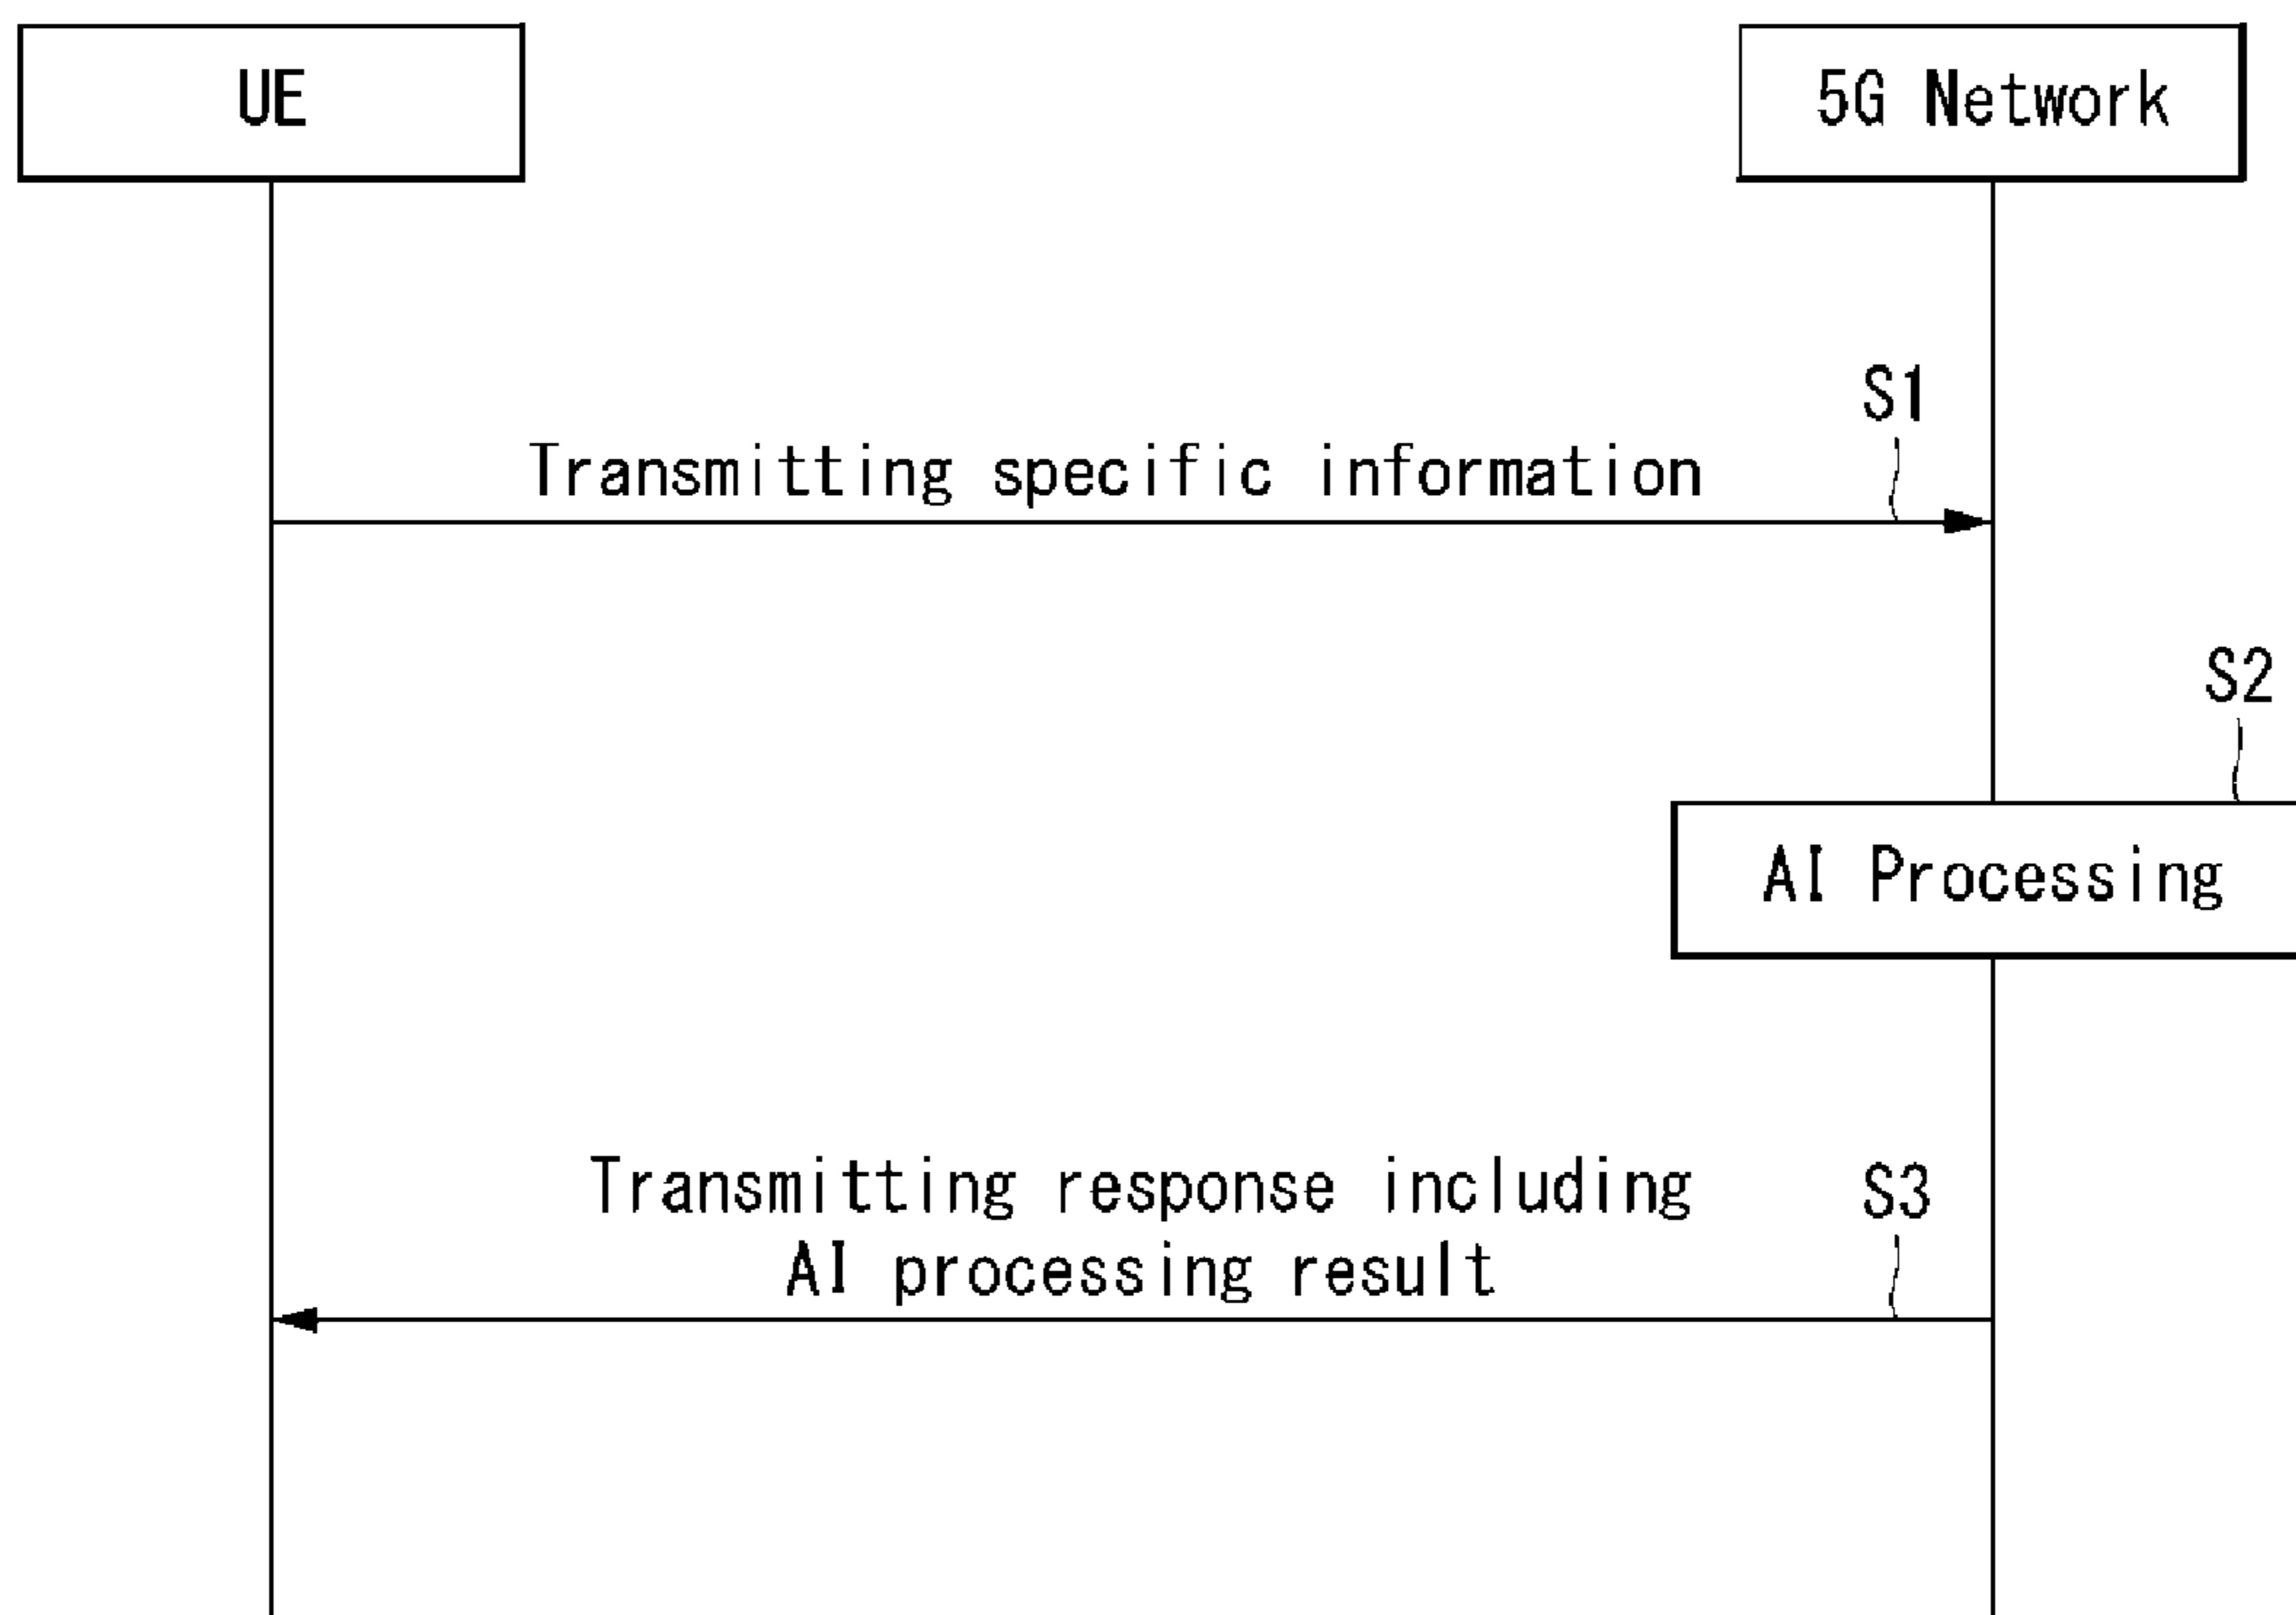 UE
5G Network
S1
Transmitting specific information
S2
AI Processing
Transmitting response including
S3
AI processing result